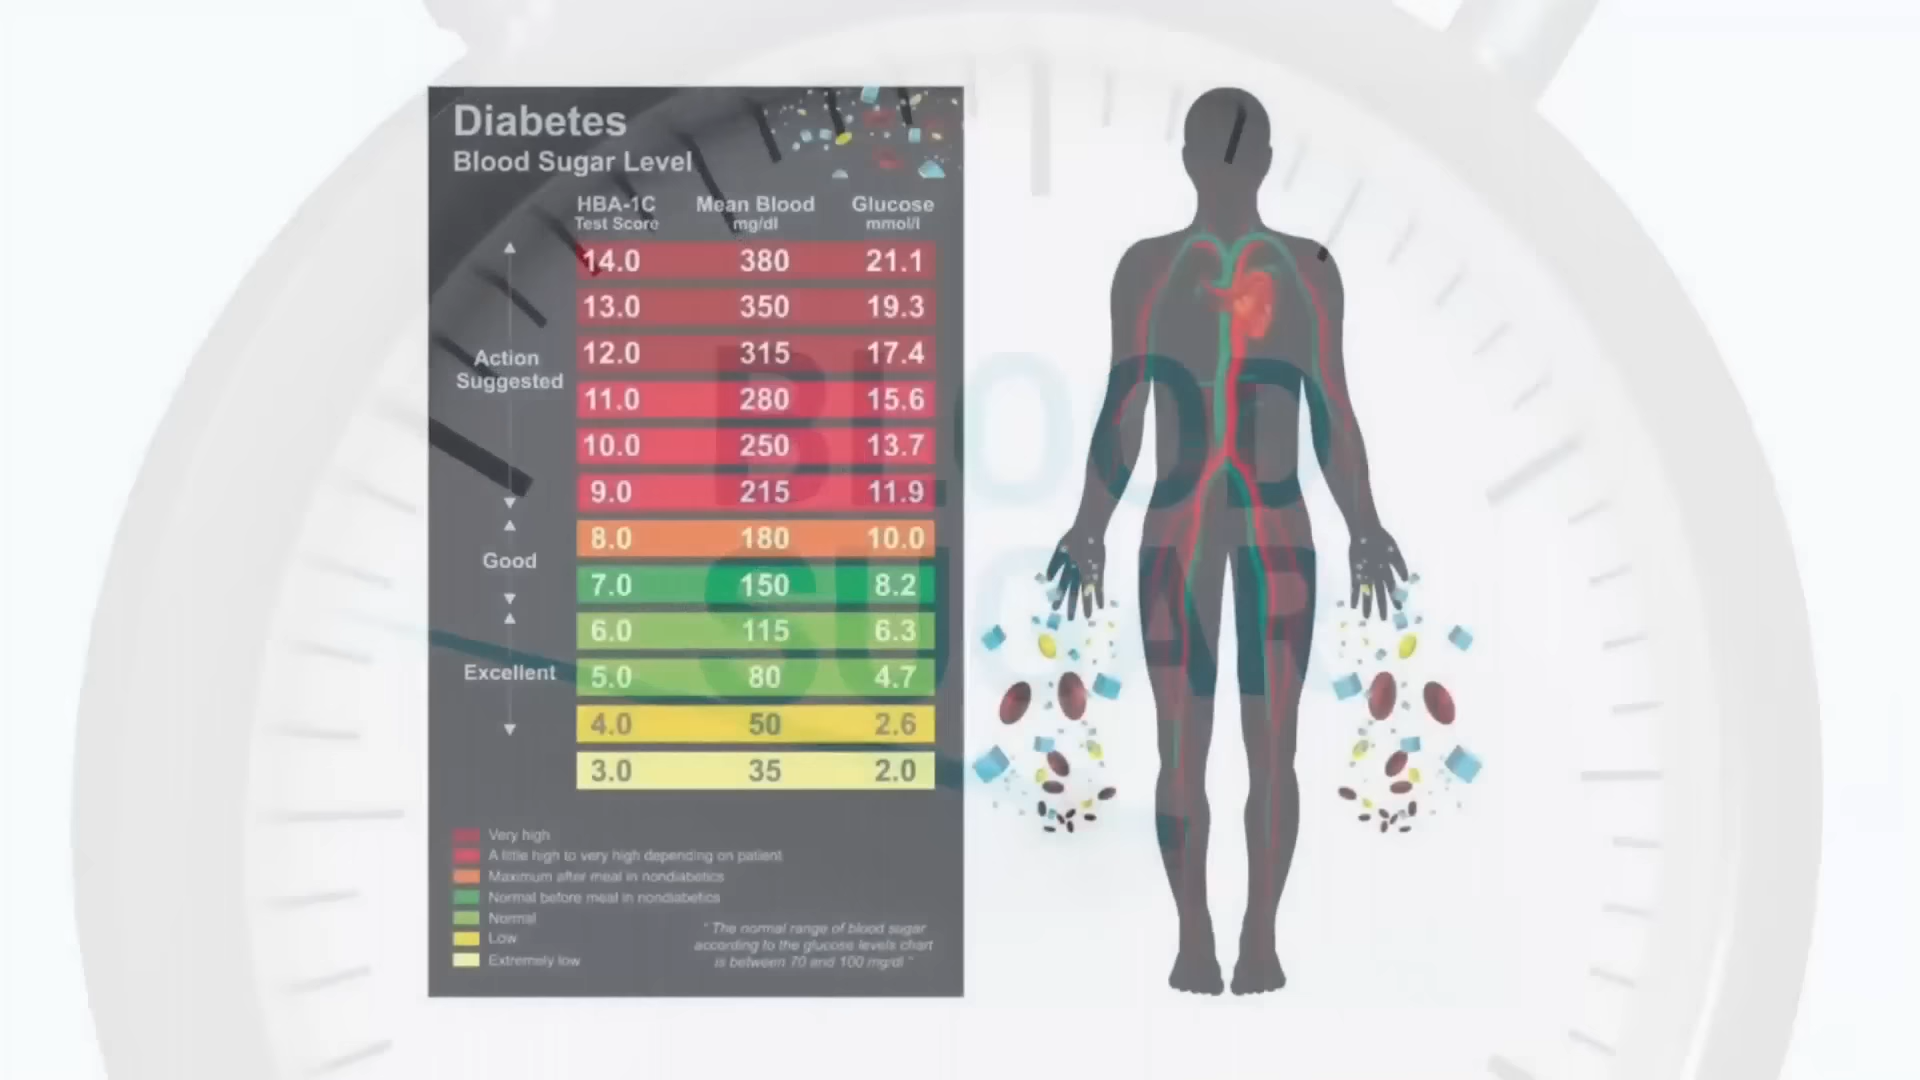 Diabetes
Blood Sugar Level
HBA-1C Mean Blood Glucose
Test Score mg/dl mmol/l
14.0 380 21.1
13.0 350 19.3
12.0 315 17.4
Action
Suggested
11.0 280 15.6
10.0 250 13.7
9.0 215 11.9
8.0 180 10.0
Good
7.0 150 8.2
6.0 115 6.3
Excellent
5.0 80 4.7
4.0 50 2.6
3.0 35 2.0
Very high
A little high to very high depending on patient
Maximum after meal in nondiabetics
Normal before meal in nondiabetics
Normal
Low
Extremely low
" The normal range of blood sugar
according to the glucose levels chart
is between 70 and 100 mg/dl "
BLOOD
SUGAR